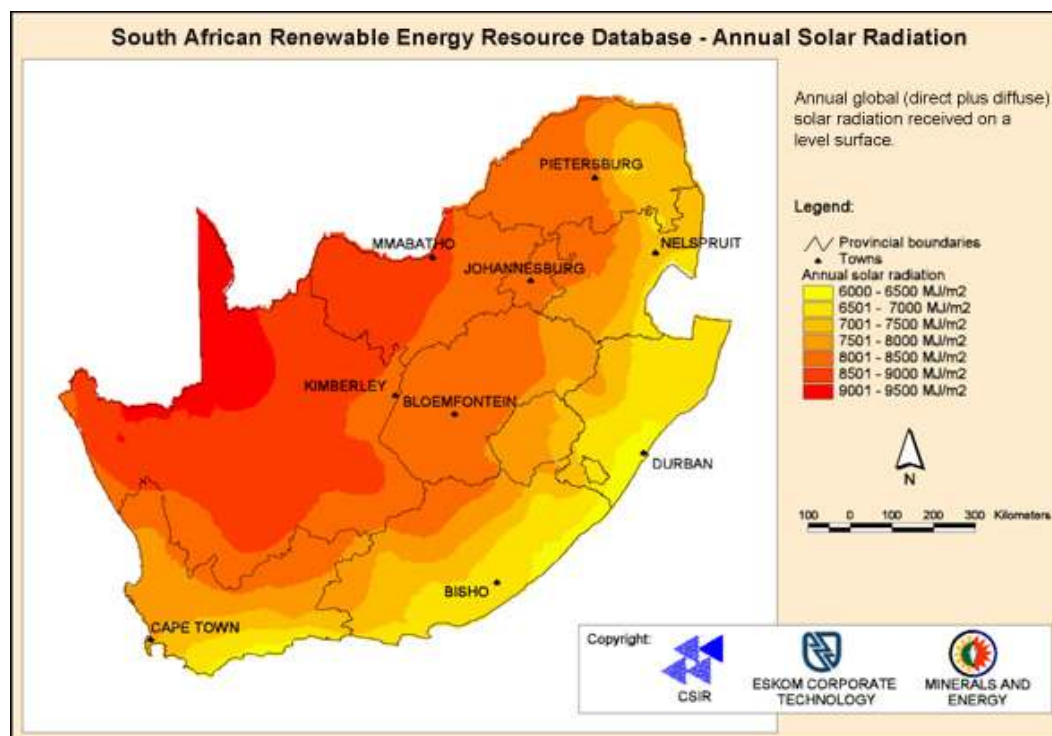 South African Renewable Energy Resource Database - Annual Solar Radiation
Annual global (direct plus diffuse)
solar radiation received on a
level surface.
PIETERSBURG
MMABATHO
NELSPRUIT
JOHANNESBURG
KIMBERLEY
BLOEMFONTEIN
DURBAN
BISHO
CAPE TOWN
Legend:
Provincial boundaries
Towns
Annual solar radiation
6000 - 6500 MJ/m2
6501 - 7000 MJ/m2
7001 - 7500 MJ/m2
7501 - 8000 MJ/m2
8001 - 8500 MJ/m2
8501 - 9000 MJ/m2
9001 - 9500 MJ/m2
N
100 0 100 200 300 Kilometers
Copyright:
CSIR
ESKOM CORPORATE
TECHNOLOGY
MINERALS AND
ENERGY